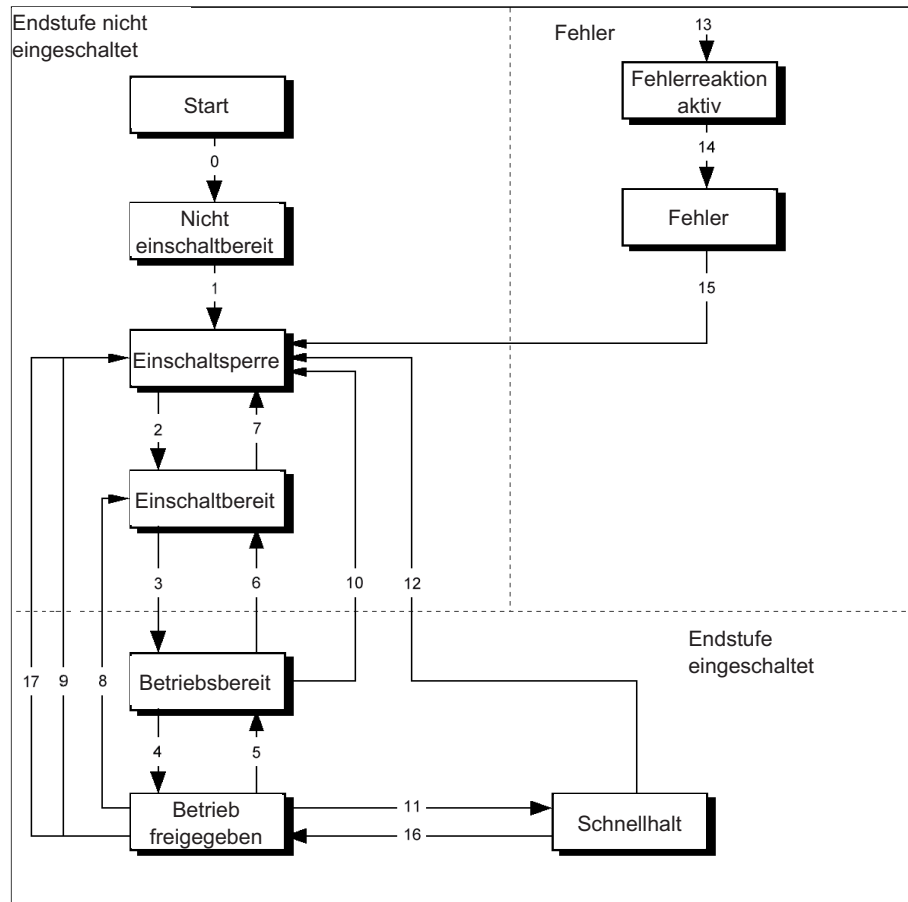 Endstufe nicht
eingeschaltet
Fehler
13
Start
Fehlerreaktion
aktiv
0
14
Nicht
einschaltbereit
Fehler
1
15
Einschaltsperre
2
7
Einschaltbereit
3
6
10
12
Endstufe
eingeschaltet
17
9
8
Betriebsbereit
4
5
Betrieb
freigegeben
11
16
Schnellhalt